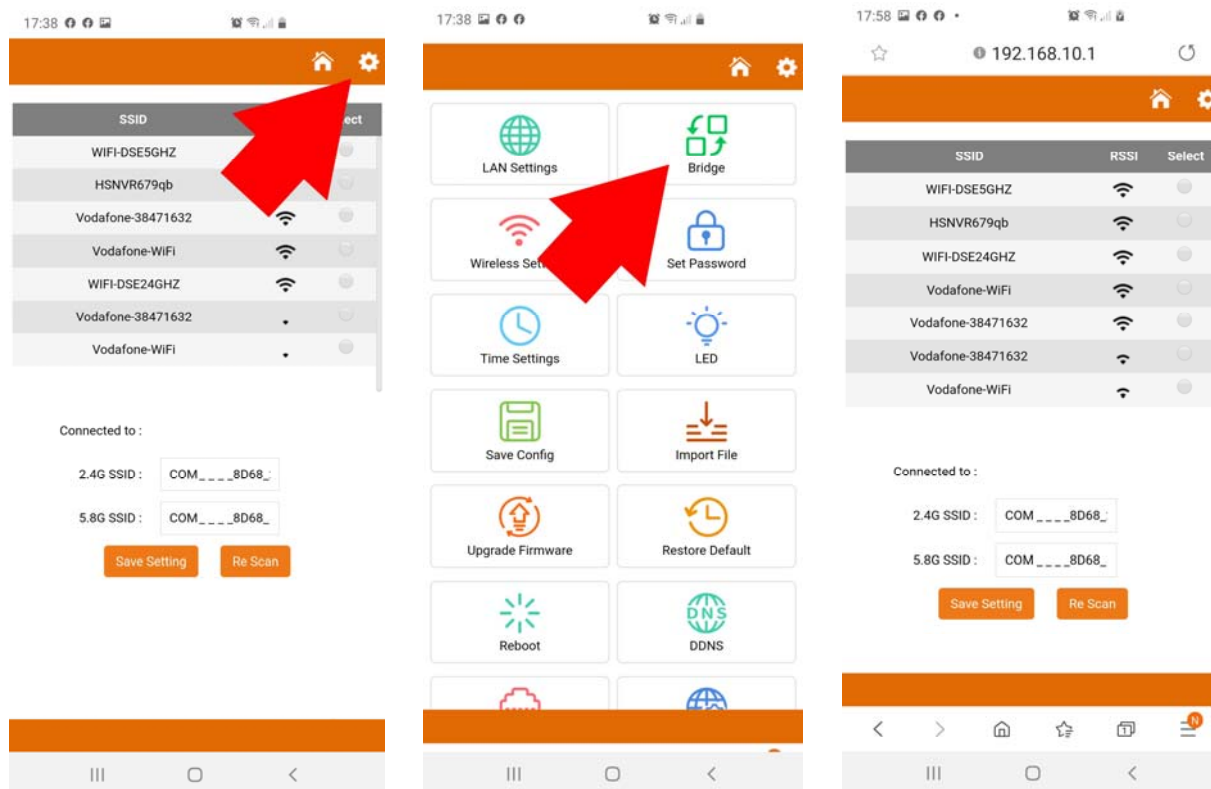 17:38
SSID
ect
WIFI-DSE5GHZ
HSNVR679qb
Vodafone-38471632
Vodafone-WiFi
WIFI-DSE24GHZ
Vodafone-38471632
Vodafone-WiFi
Connected to :
2.4G SSID : COM____8D68_
5.8G SSID : COM____8D68_
Save Setting Re Scan
17:38
LAN Settings Bridge
Wireless Set Set Password
Time Settings LED
Save Config Import File
Upgrade Firmware Restore Default
DNS
Reboot DDNS
17:58
192.168.10.1
SSID RSSI Select
WIFI-DSE5GHZ
HSNVR679qb
WIFI-DSE24GHZ
Vodafone-WiFi
Vodafone-38471632
Vodafone-38471632
Vodafone-WiFi
Connected to :
2.4G SSID : COM____8D68_
5.8G SSID : COM____8D68_
Save Setting Re Scan
1
N